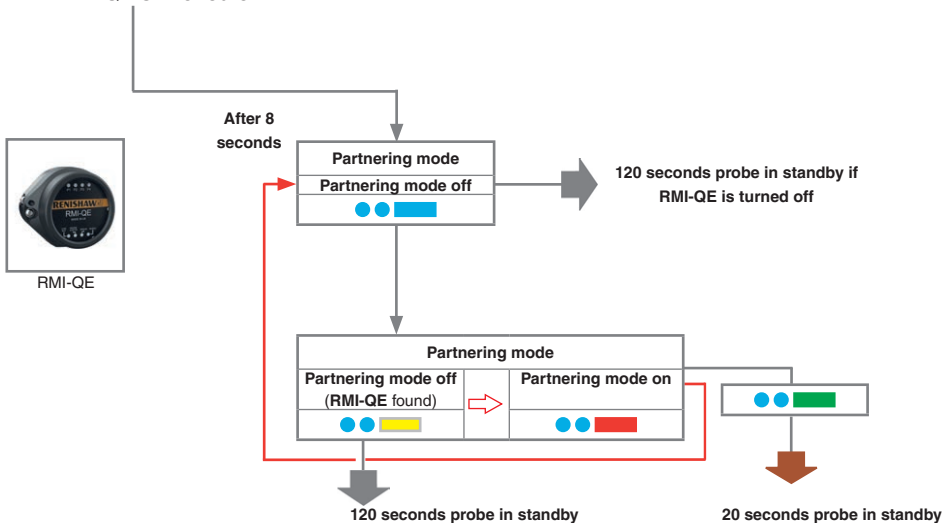 After 8
seconds
Partnering mode
Partnering mode off
120 seconds probe in standby if
RMI-QE is turned off
RENISHAW
RMI-QE
RMI-QE
Partnering mode
Partnering mode off
(RMI-QE found)
Partnering mode on
120 seconds probe in standby
20 seconds probe in standby